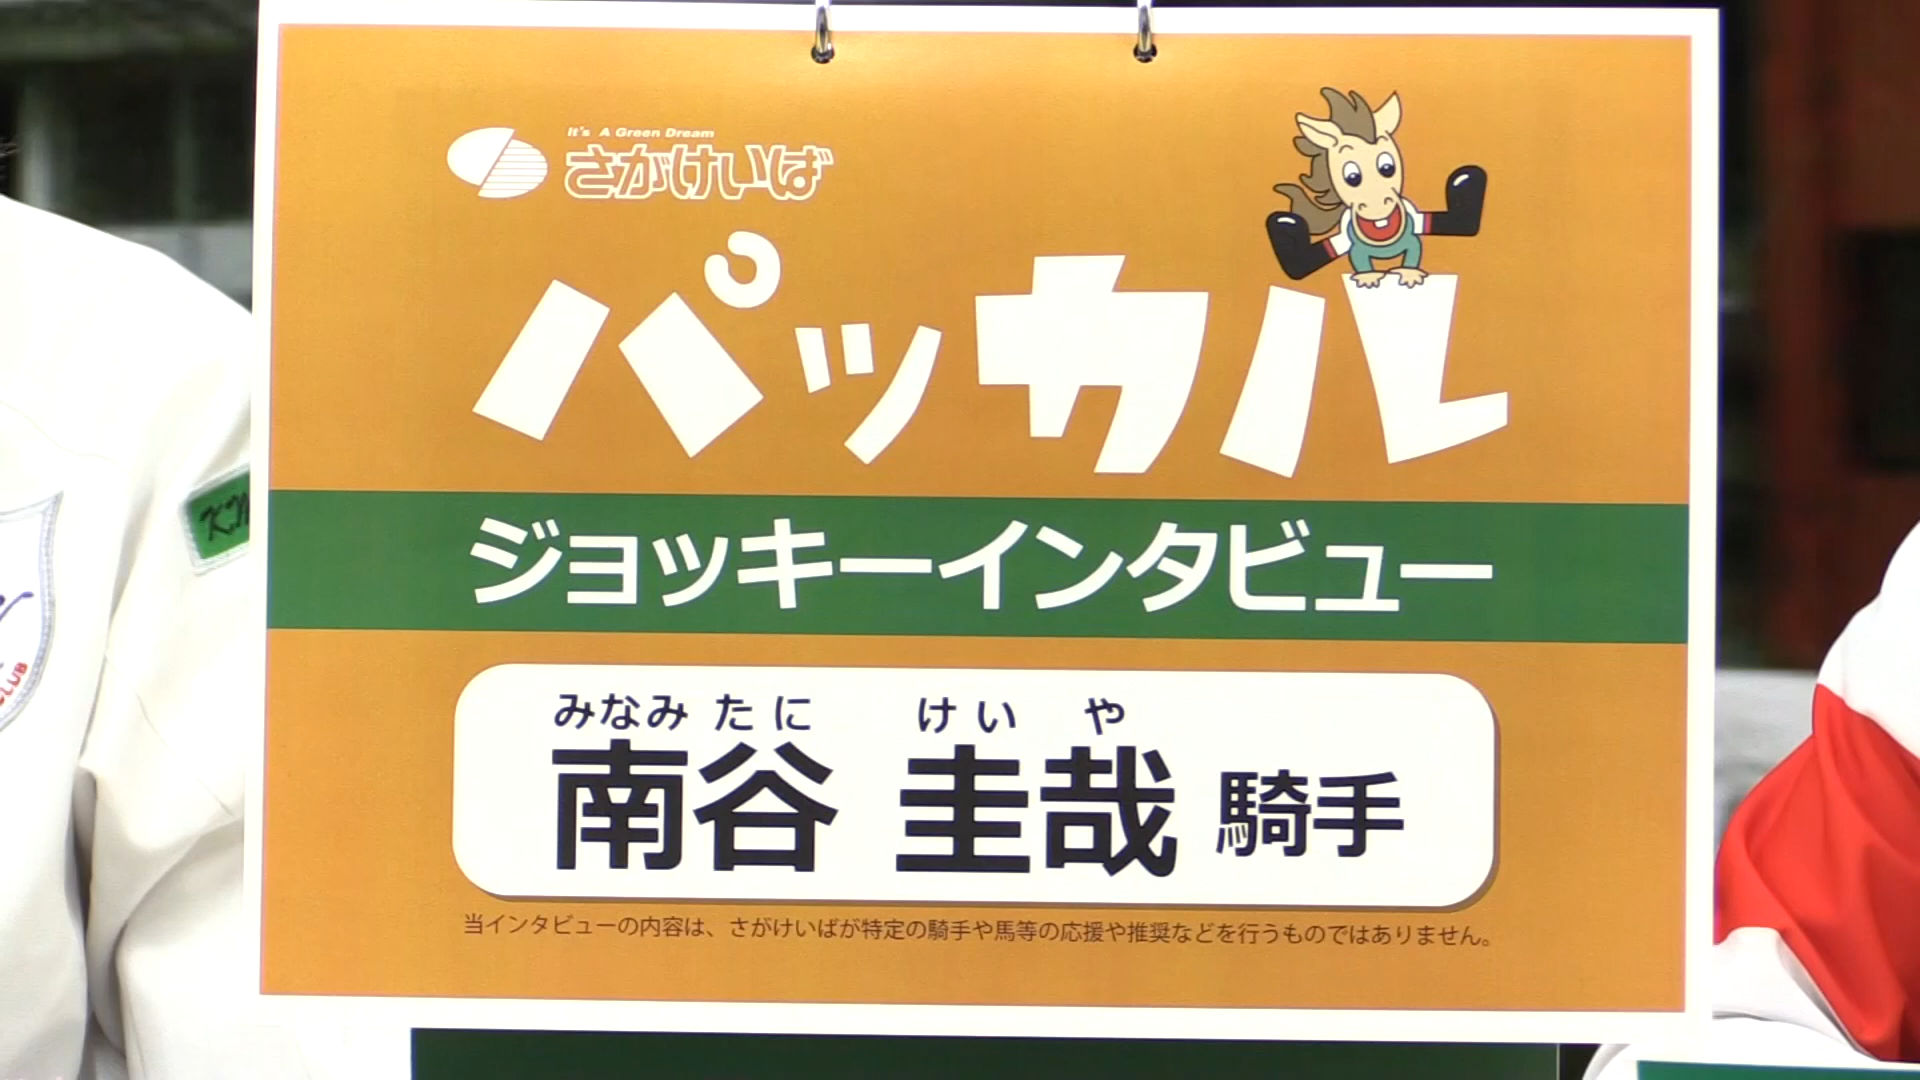 It's A Green Dream
さがけいば
パッカル
ジョッキーインタビュー
みなみ たに けい や
南谷 圭哉 騎手
当インタビューの内容は、さがけいばが特定の騎手や馬等の応援や推奨などを行うものではありません。
CLUB